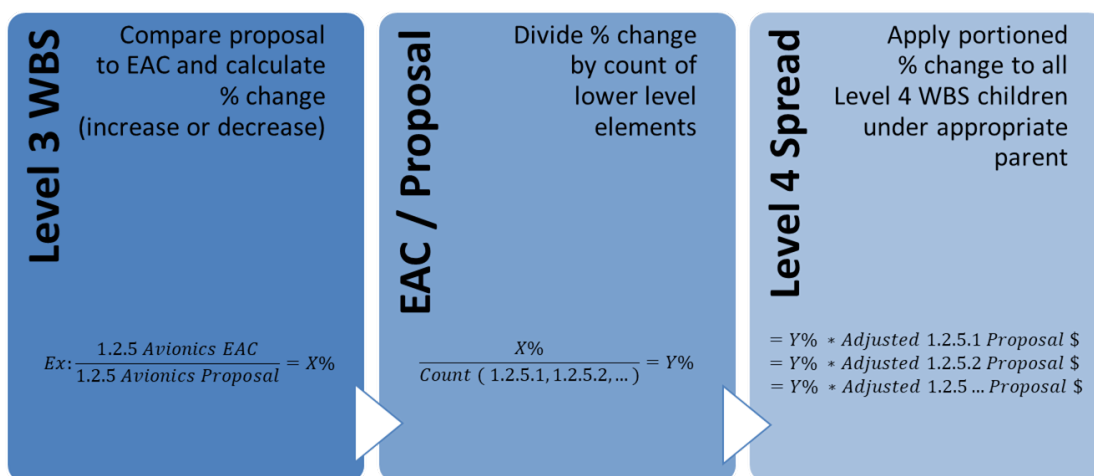 Level 3 WBS
Compare proposal
to EAC and calculate
% change
(increase or decrease)
Ex: 1.2.5 Avionics EAC / 1.2.5 Avionics Proposal = X%
EAC / Proposal
Divide % change
by count of
lower level
elements
X% / Count ( 1.2.5.1, 1.2.5.2, ... ) = Y%
Level 4 Spread
Apply portioned
% change to all
Level 4 WBS children
under appropriate
parent
= Y% * Adjusted 1.2.5.1 Proposal $
= Y% * Adjusted 1.2.5.2 Proposal $
= Y% * Adjusted 1.2.5 ... Proposal $